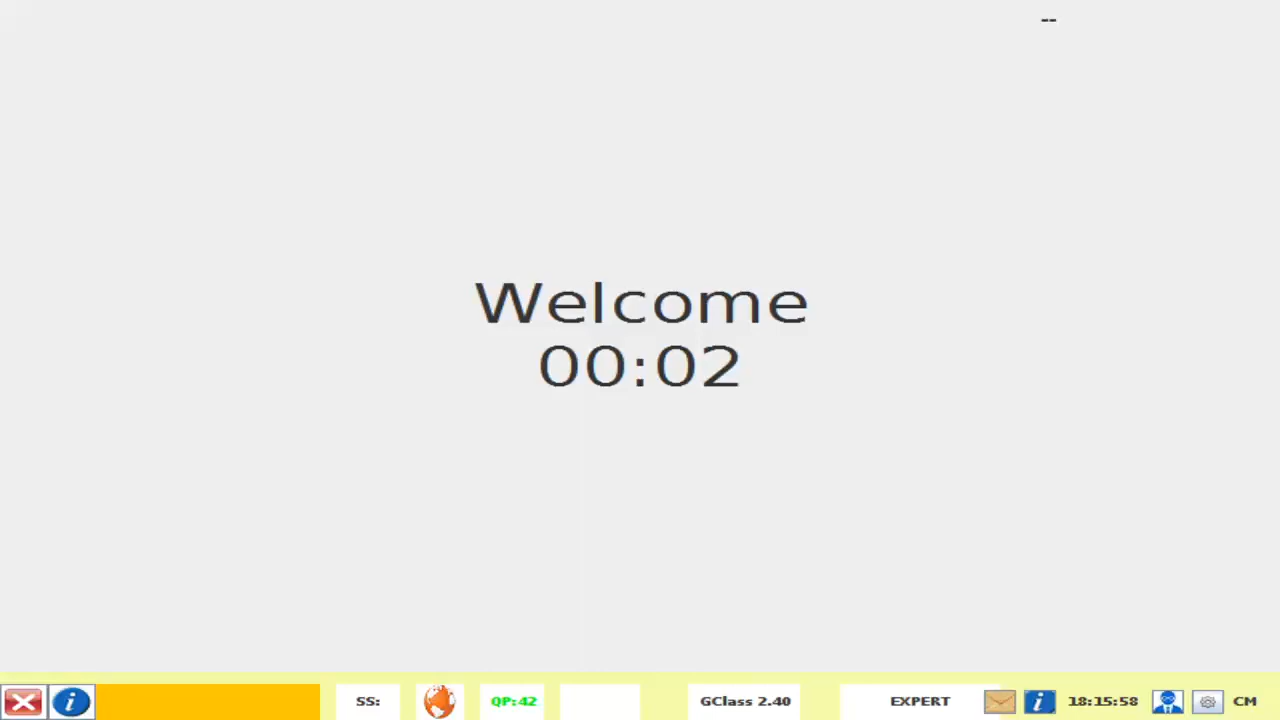 --
Welcome
00:02
SS:
QP:42
GClass 2.40
EXPERT
18:15:58
CM